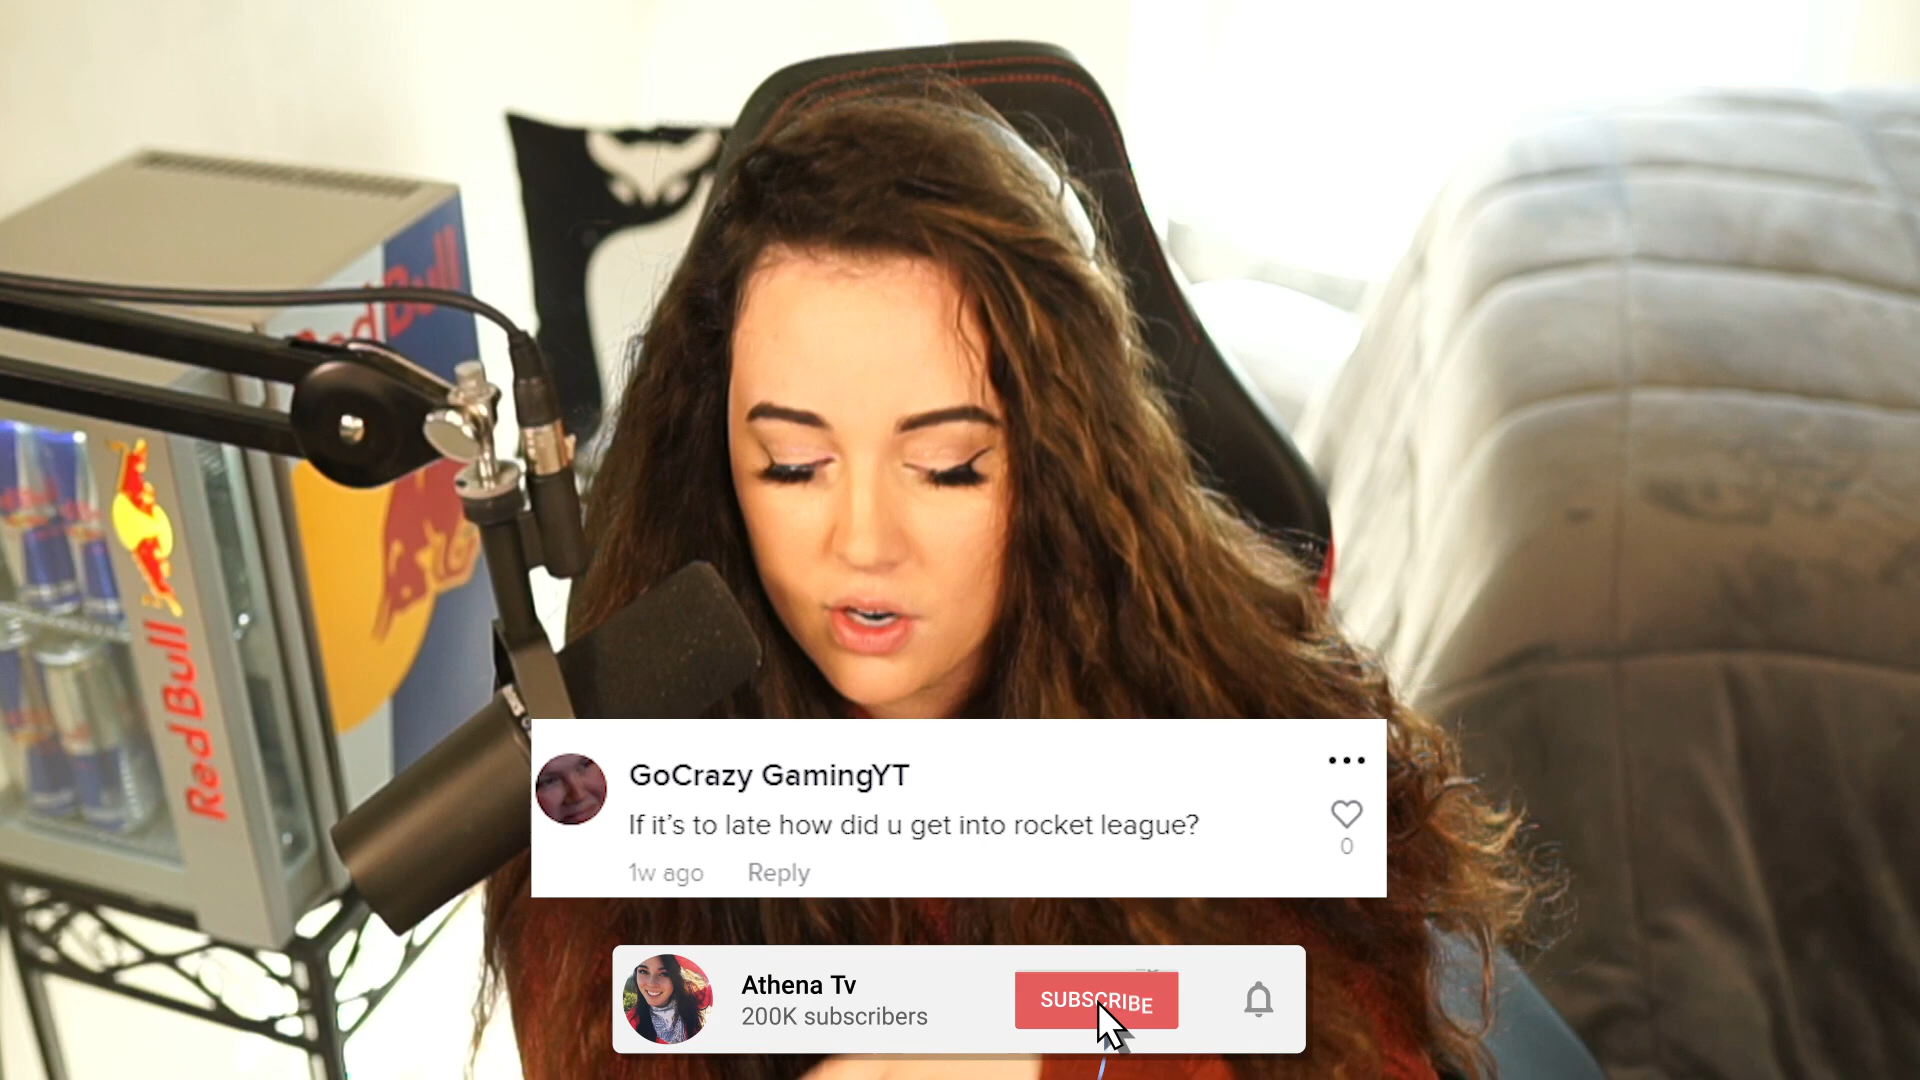 Red Bull
Red Bull
GoCrazy GamingYT
If it's to late how did u get into rocket league?
1w ago Reply
0
Athena Tv
200K subscribers
SUBSCRIBE